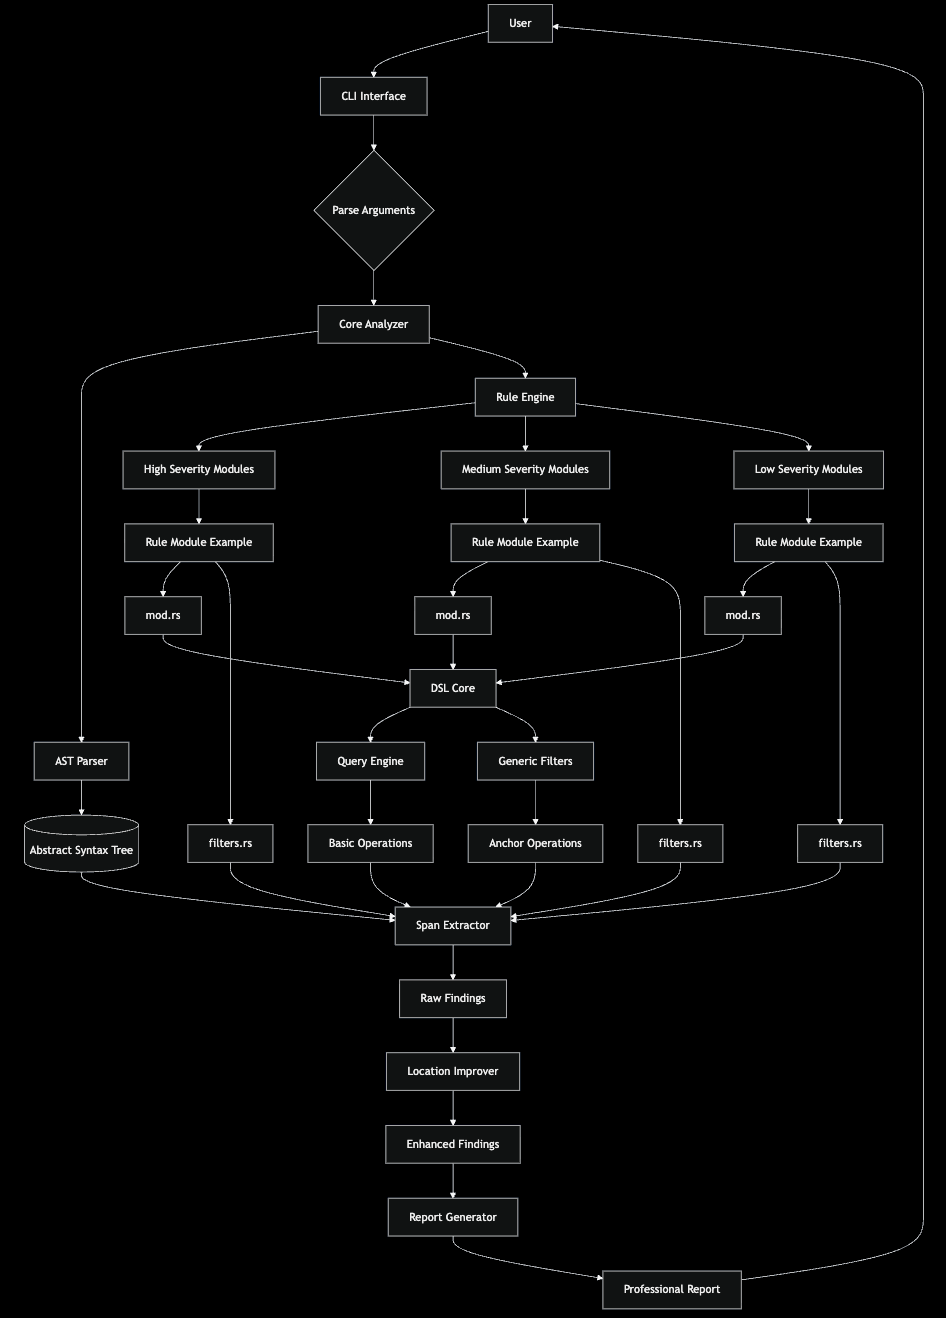 User
CLI Interface
Parse Arguments
Core Analyzer
Rule Engine
High Severity Modules
Medium Severity Modules
Low Severity Modules
Rule Module Example
Rule Module Example
Rule Module Example
mod.rs
mod.rs
mod.rs
DSL Core
AST Parser
Query Engine
Generic Filters
Abstract Syntax Tree
filters.rs
Basic Operations
Anchor Operations
filters.rs
filters.rs
Span Extractor
Raw Findings
Location Improver
Enhanced Findings
Report Generator
Professional Report